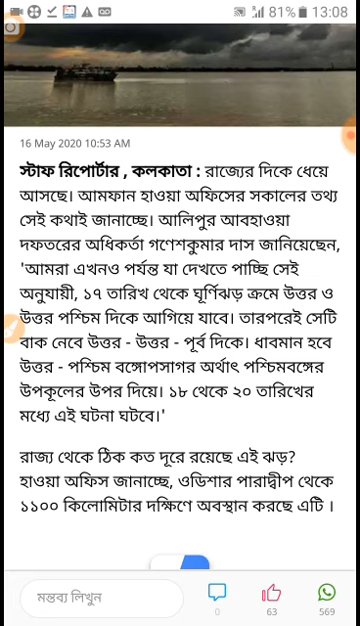 81% 13:08
16 May 2020 10:53 AM
স্টাফ রিপোর্টার , কলকাতা : রাজ্যের দিকে ধেয়ে
আসছে। আমফান হাওয়া অফিসের সকালের তথ্য
সেই কথাই জানাচ্ছে। আলিপুর আবহাওয়া
দফতরের অধিকর্তা গণেশকুমার দাস জানিয়েছেন,
'আমরা এখনও পর্যন্ত যা দেখতে পাচ্ছি সেই
অনুযায়ী, ১৭ তারিখ থেকে ঘূর্ণিঝড় ক্রমে উত্তর ও
উত্তর পশ্চিম দিকে আগিয়ে যাবে। তারপরেই সেটি
বাক নেবে উত্তর - উত্তর - পূর্ব দিকে। ধাবমান হবে
উত্তর - পশ্চিম বঙ্গোপসাগর অর্থাৎ পশ্চিমবঙ্গের
উপকূলের উপর দিয়ে। ১৮ থেকে ২০ তারিখের
মধ্যে এই ঘটনা ঘটবে।'
রাজ্য থেকে ঠিক কত দূরে রয়েছে এই ঝড়?
হাওয়া অফিস জানাচ্ছে, ওডিশার পারাদ্বীপ থেকে
১১০০ কিলোমিটার দক্ষিণে অবস্থান করছে এটি ।
মন্তব্য লিখুন
0 63 569